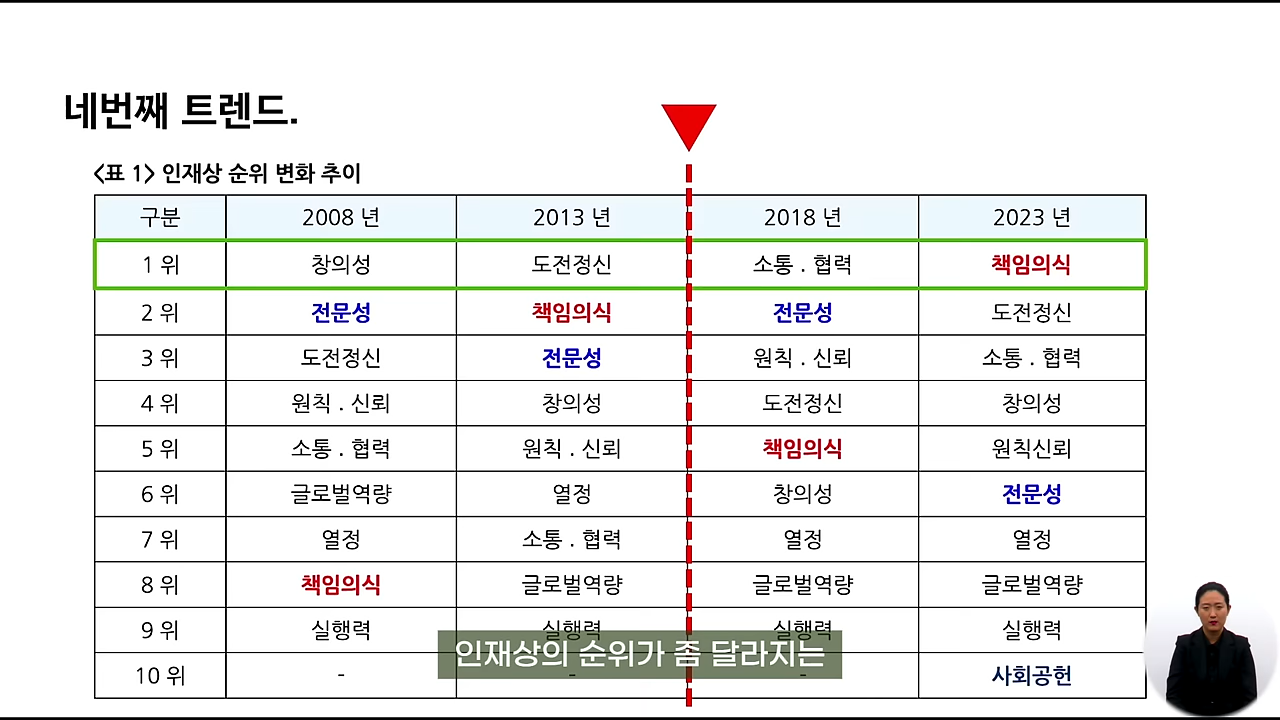 네번째 트렌드.
<표 1> 인재상 순위 변화 추이
구분 2008 년 2013 년 2018 년 2023 년
1 위 창의성 도전정신 소통 . 협력 책임의식
2 위 전문성 책임의식 전문성 도전정신
3 위 도전정신 전문성 원칙 . 신뢰 소통 . 협력
4 위 원칙 . 신뢰 창의성 도전정신 창의성
5 위 소통 . 협력 원칙 . 신뢰 책임의식 원칙신뢰
6 위 글로벌역량 열정 창의성 전문성
7 위 열정 소통 . 협력 열정 열정
8 위 책임의식 글로벌역량 글로벌역량 글로벌역량
9 위 실행력 실행력 실행력 실행력
인재상의 순위가 좀 달라지는
10 위 - - - 사회공헌